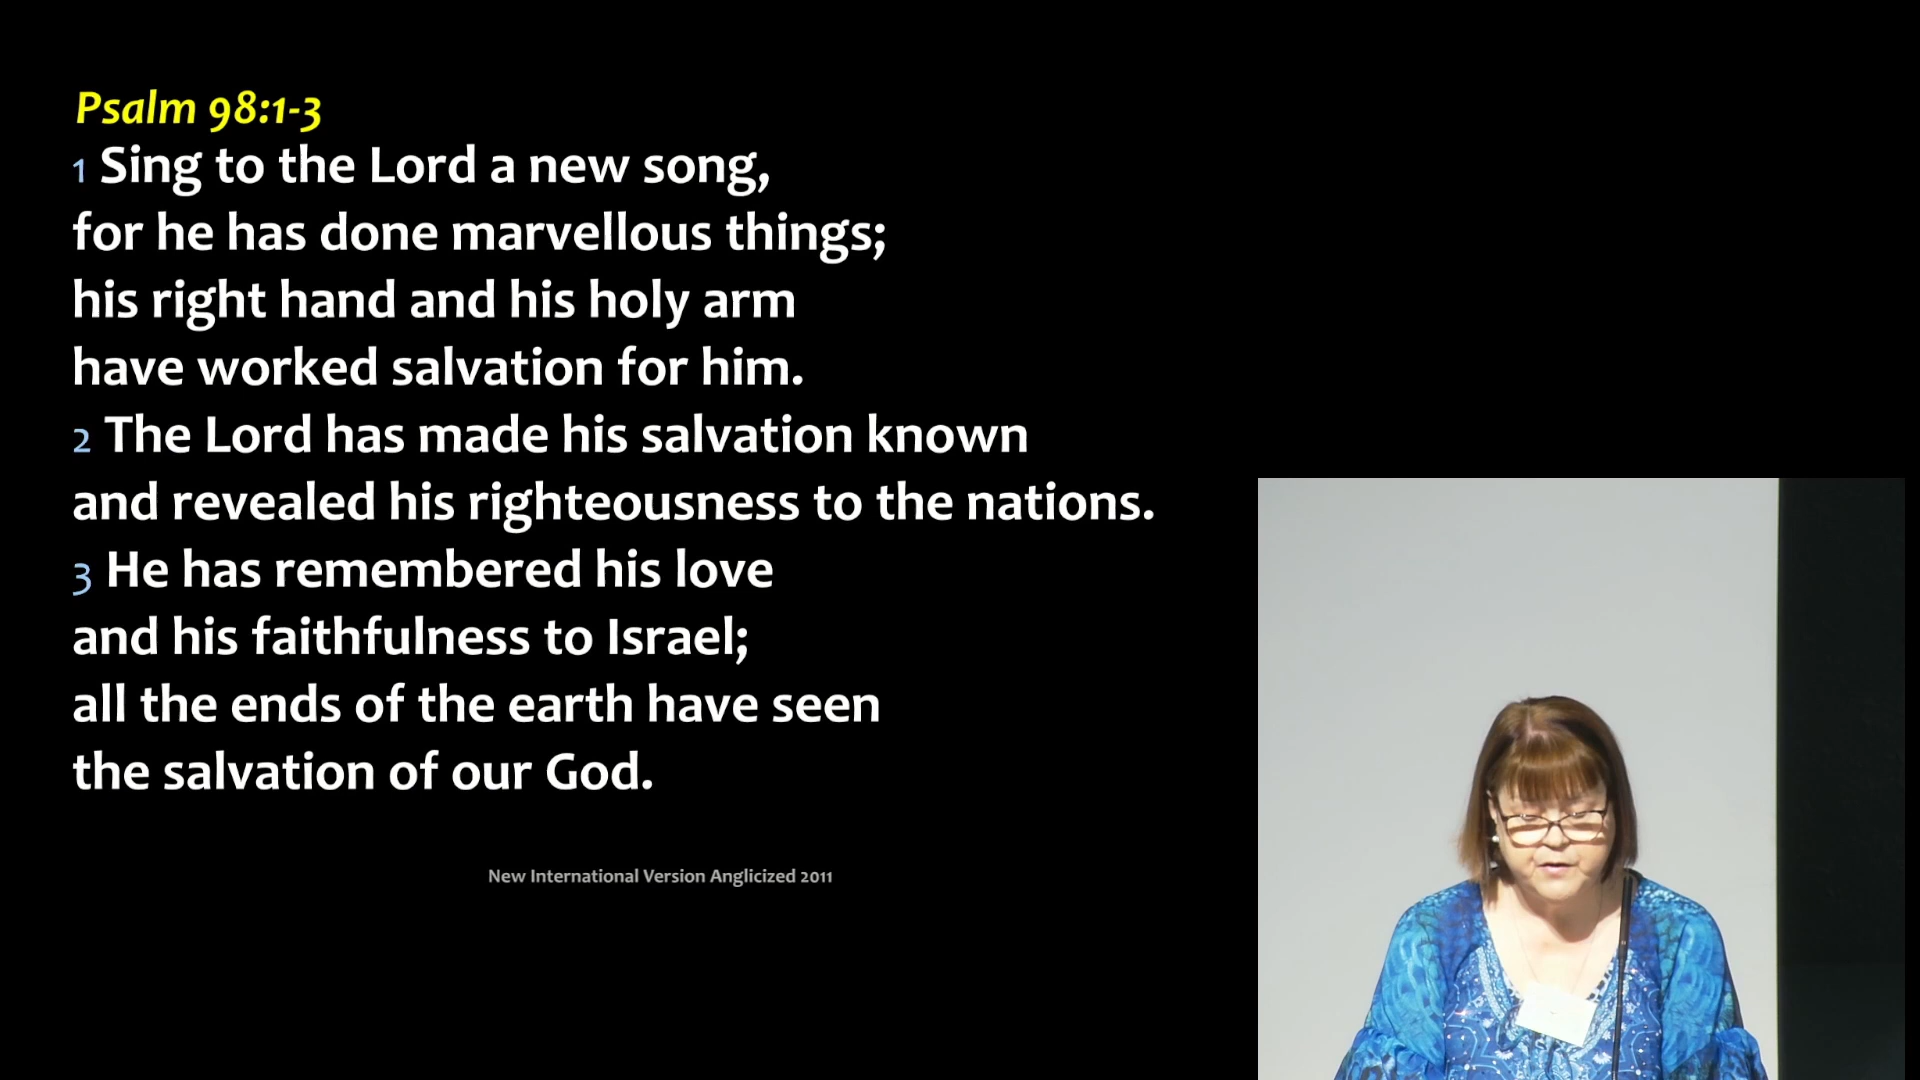 Psalm 98:1-3
1 Sing to the Lord a new song,
for he has done marvellous things;
his right hand and his holy arm
have worked salvation for him.
2 The Lord has made his salvation known
and revealed his righteousness to the nations.
3 He has remembered his love
and his faithfulness to Israel;
all the ends of the earth have seen
the salvation of our God.
New International Version Anglicized 2011